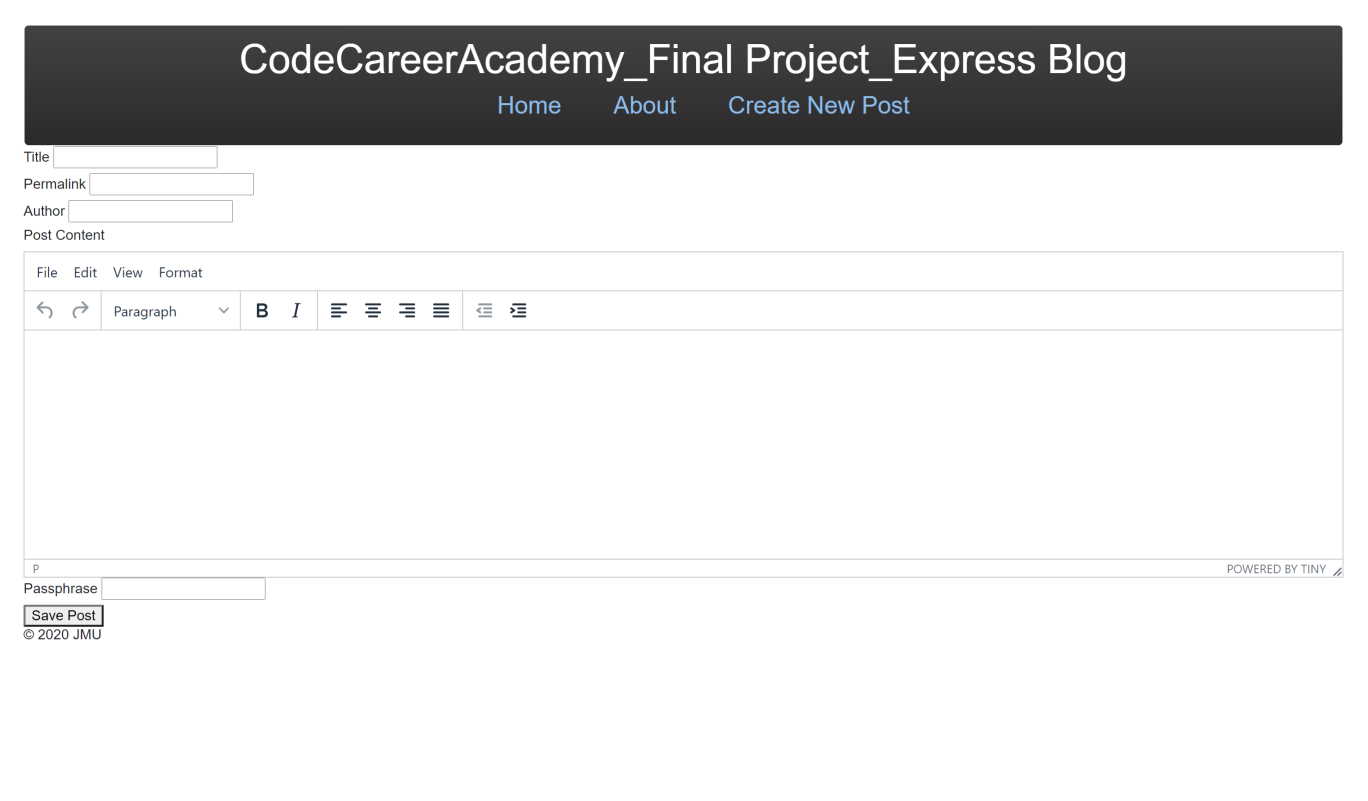 CodeCareerAcademy_Final Project_Express Blog
Home About Create New Post
Title
Permalink
Author
Post Content
File Edit View Format
Paragraph B I
P POWERED BY TINY
Passphrase
Save Post
© 2020 JMU